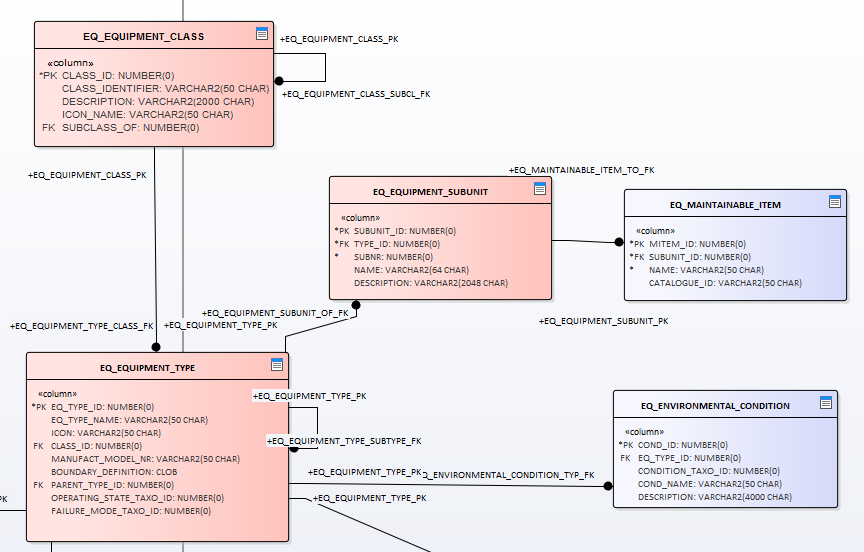 EQ_EQUIPMENT_CLASS
«column»
*PK CLASS_ID: NUMBER(0)
CLASS_IDENTIFIER: VARCHAR2(50 CHAR)
DESCRIPTION: VARCHAR2(2000 CHAR)
ICON_NAME: VARCHAR2(50 CHAR)
FK SUBCLASS_OF: NUMBER(0)
+EQ_EQUIPMENT_CLASS_PK
+EQ_EQUIPMENT_CLASS_SUBCL_FK
+EQ_EQUIPMENT_CLASS_PK
+EQ_MAINTAINABLE_ITEM_TO_FK
EQ_EQUIPMENT_SUBUNIT
«column»
*PK SUBUNIT_ID: NUMBER(0)
*FK TYPE_ID: NUMBER(0)
* SUBNR: NUMBER(0)
NAME: VARCHAR2(64 CHAR)
DESCRIPTION: VARCHAR2(2048 CHAR)
EQ_MAINTAINABLE_ITEM
«column»
*PK MITEM_ID: NUMBER(0)
*FK SUBUNIT_ID: NUMBER(0)
* NAME: VARCHAR2(50 CHAR)
CATALOGUE_ID: VARCHAR2(50 CHAR)
+EQ_EQUIPMENT_SUBUNIT_OF_FK
+EQ_EQUIPMENT_SUBUNIT_PK
+EQ_EQUIPMENT_TYPE_CLASS_FK
+EQ_EQUIPMENT_TYPE_PK
EQ_EQUIPMENT_TYPE
«column»
*PK EQ_TYPE_ID: NUMBER(0)
EQ_TYPE_NAME: VARCHAR2(50 CHAR)
ICON: VARCHAR2(50 CHAR)
FK CLASS_ID: NUMBER(0)
MANUFACT_MODEL_NR: VARCHAR2(50 CHAR)
BOUNDARY_DEFINITION: CLOB
FK PARENT_TYPE_ID: NUMBER(0)
OPERATING_STATE_TAXO_ID: NUMBER(0)
FAILURE_MODE_TAXO_ID: NUMBER(0)
+EQ_EQUIPMENT_TYPE_PK
+EQ_EQUIPMENT_TYPE_SUBTYPE_FK
+EQ_EQUIPMENT_TYPE_PK
_ENVIRONMENTAL_CONDITION_TYP_FK
+EQ_EQUIPMENT_TYPE_PK
PK
EQ_ENVIRONMENTAL_CONDITION
«column»
*PK COND_ID: NUMBER(0)
FK EQ_TYPE_ID: NUMBER(0)
CONDITION_TAXO_ID: NUMBER(0)
COND_NAME: VARCHAR2(50 CHAR)
DESCRIPTION: VARCHAR2(4000 CHAR)